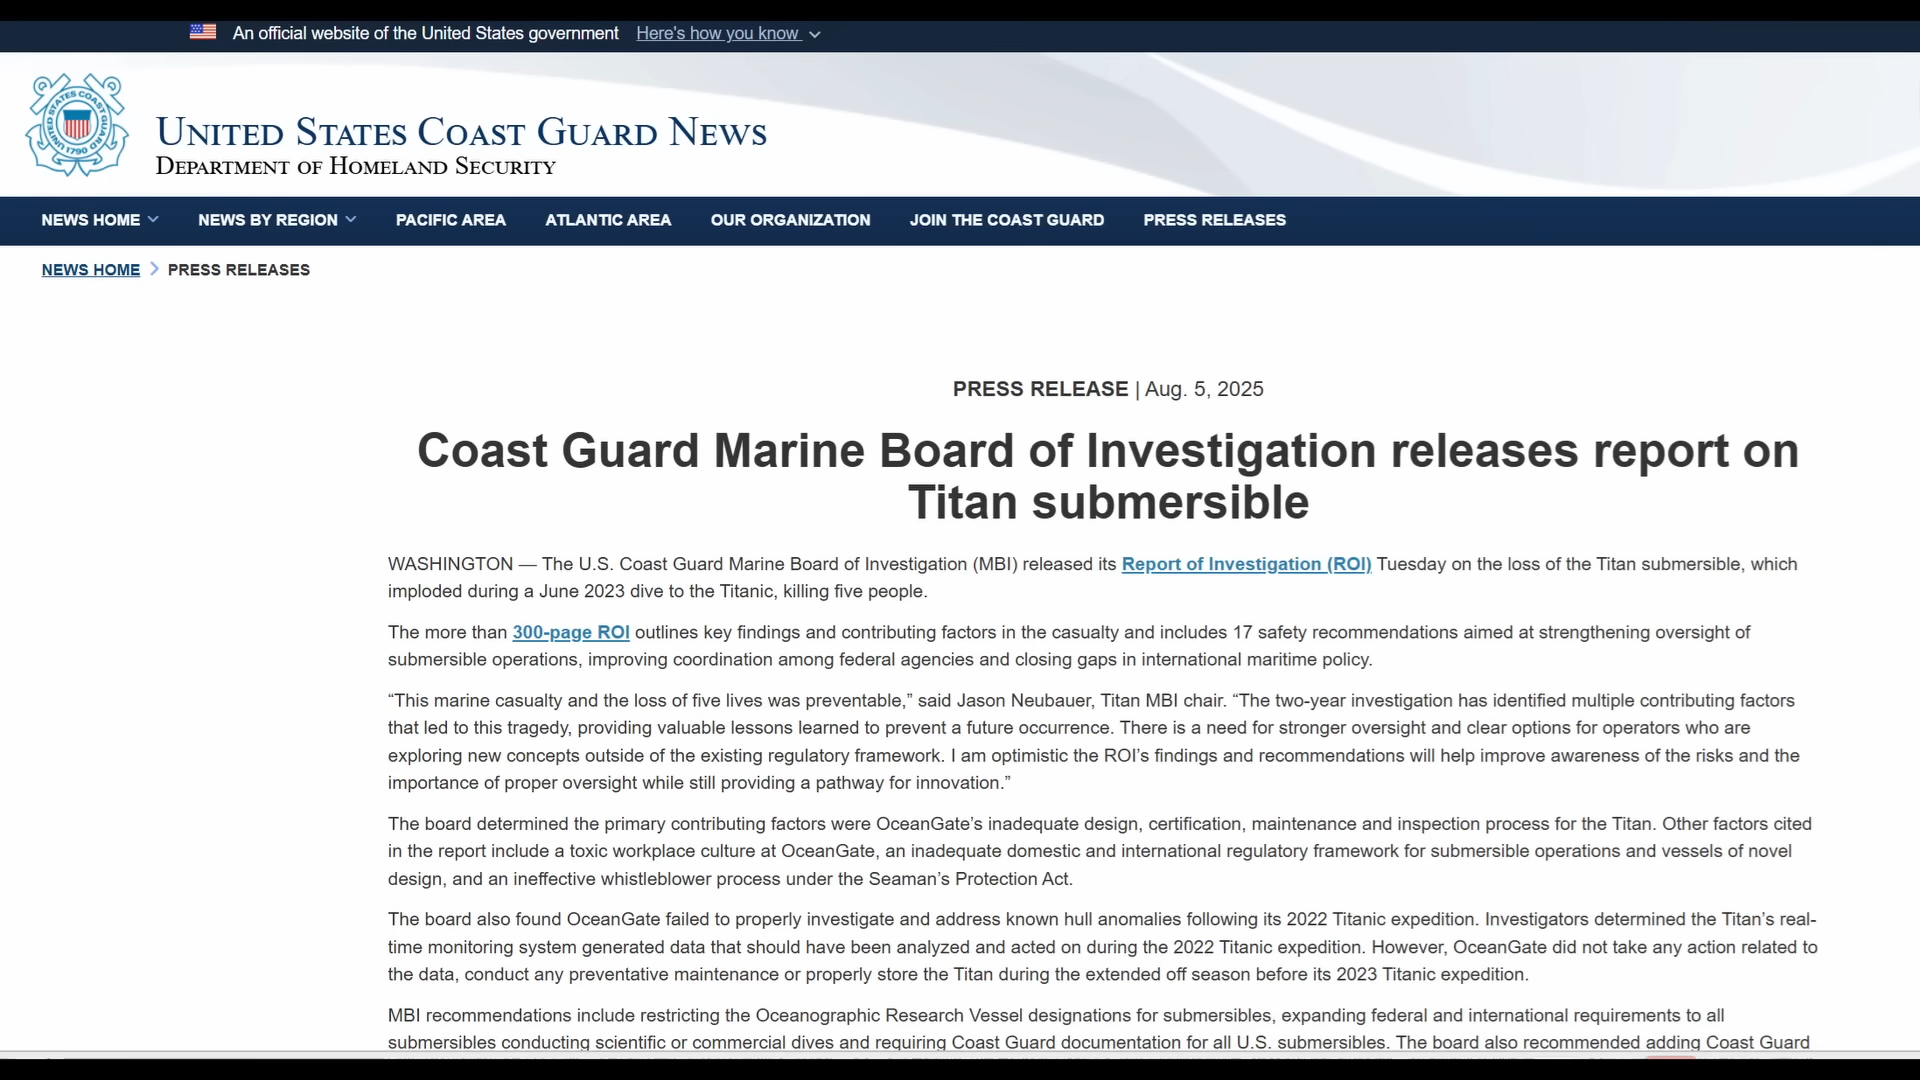 An official website of the United States government Here's how you know
UNITED STATES COAST GUARD
1790
UNITED STATES COAST GUARD NEWS
DEPARTMENT OF HOMELAND SECURITY
NEWS HOME NEWS BY REGION PACIFIC AREA ATLANTIC AREA OUR ORGANIZATION JOIN THE COAST GUARD PRESS RELEASES
NEWS HOME PRESS RELEASES
PRESS RELEASE | Aug. 5, 2025
Coast Guard Marine Board of Investigation releases report on
Titan submersible
WASHINGTON — The U.S. Coast Guard Marine Board of Investigation (MBI) released its Report of Investigation (ROI) Tuesday on the loss of the Titan submersible, which
imploded during a June 2023 dive to the Titanic, killing five people.
The more than 300-page ROI outlines key findings and contributing factors in the casualty and includes 17 safety recommendations aimed at strengthening oversight of
submersible operations, improving coordination among federal agencies and closing gaps in international maritime policy.
“This marine casualty and the loss of five lives was preventable,” said Jason Neubauer, Titan MBI chair. “The two-year investigation has identified multiple contributing factors
that led to this tragedy, providing valuable lessons learned to prevent a future occurrence. There is a need for stronger oversight and clear options for operators who are
exploring new concepts outside of the existing regulatory framework. I am optimistic the ROI’s findings and recommendations will help improve awareness of the risks and the
importance of proper oversight while still providing a pathway for innovation.”
The board determined the primary contributing factors were OceanGate’s inadequate design, certification, maintenance and inspection process for the Titan. Other factors cited
in the report include a toxic workplace culture at OceanGate, an inadequate domestic and international regulatory framework for submersible operations and vessels of novel
design, and an ineffective whistleblower process under the Seaman’s Protection Act.
The board also found OceanGate failed to properly investigate and address known hull anomalies following its 2022 Titanic expedition. Investigators determined the Titan’s real-
time monitoring system generated data that should have been analyzed and acted on during the 2022 Titanic expedition. However, OceanGate did not take any action related to
the data, conduct any preventative maintenance or properly store the Titan during the extended off season before its 2023 Titanic expedition.
MBI recommendations include restricting the Oceanographic Research Vessel designations for submersibles, expanding federal and international requirements to all
submersibles conducting scientific or commercial dives and requiring Coast Guard documentation for all U.S. submersibles. The board also recommended adding Coast Guard